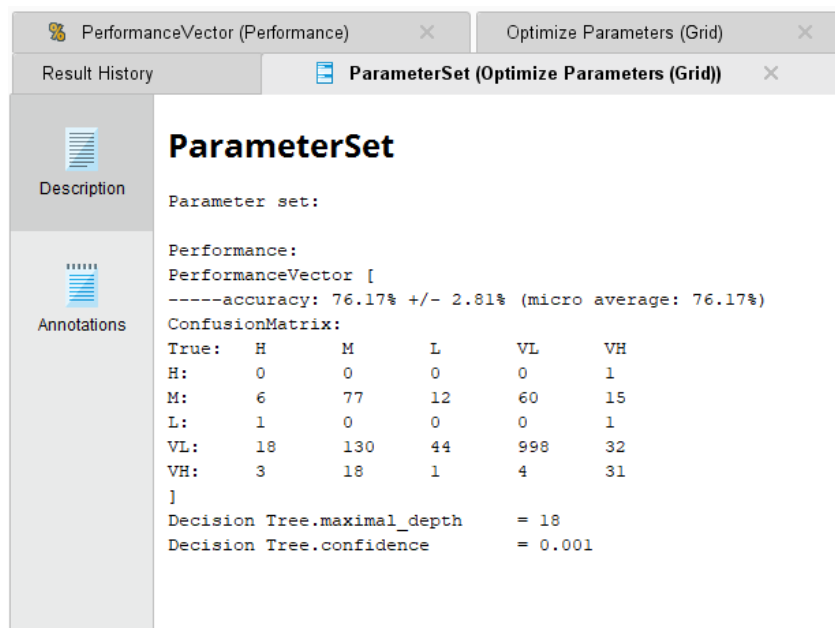 PerformanceVector (Performance)
Optimize Parameters (Grid)
Result History
ParameterSet (Optimize Parameters (Grid))
Description
Annotations
ParameterSet
Parameter set:
Performance:
PerformanceVector [
-----accuracy: 76.17% +/- 2.81% (micro average: 76.17%)
ConfusionMatrix:
True: H M L VL VH
H: 0 0 0 0 1
M: 6 77 12 60 15
L: 1 0 0 0 1
VL: 18 130 44 998 32
VH: 3 18 1 4 31
]
Decision Tree.maximal_depth = 18
Decision Tree.confidence = 0.001